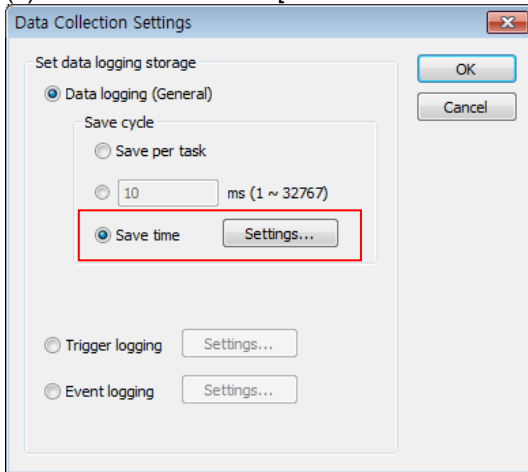 Data Collection Settings
Set data logging storage
OK
Data logging (General)
Cancel
Save cycle
Save per task
10 ms (1 ~ 32767)
Save time Settings...
Trigger logging Settings...
Event logging Settings...